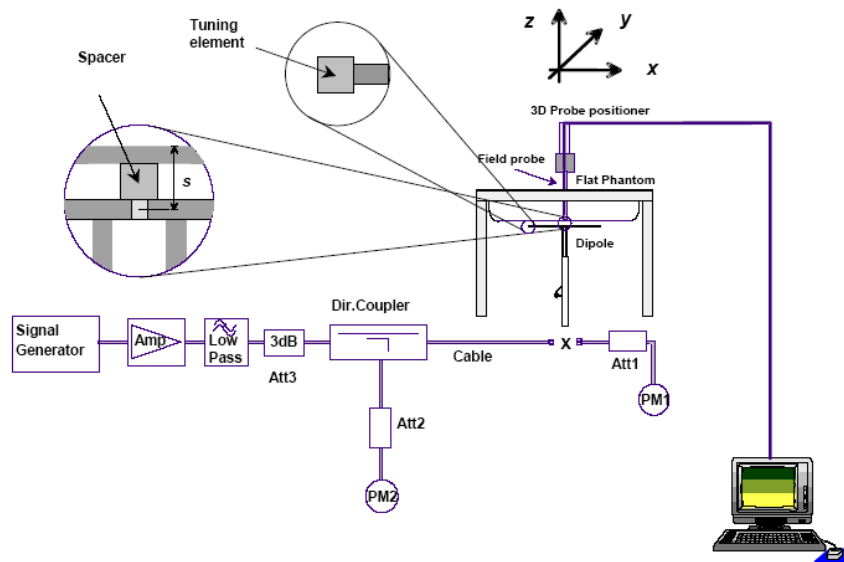 Tuning
element
Spacer
s
z
y
x
3D Probe positioner
Field probe
Flat Phantom
Dipole
Signal
Generator
Amp
Low
Pass
3dB
Att3
Dir.Coupler
Cable
X
Att1
PM1
Att2
PM2